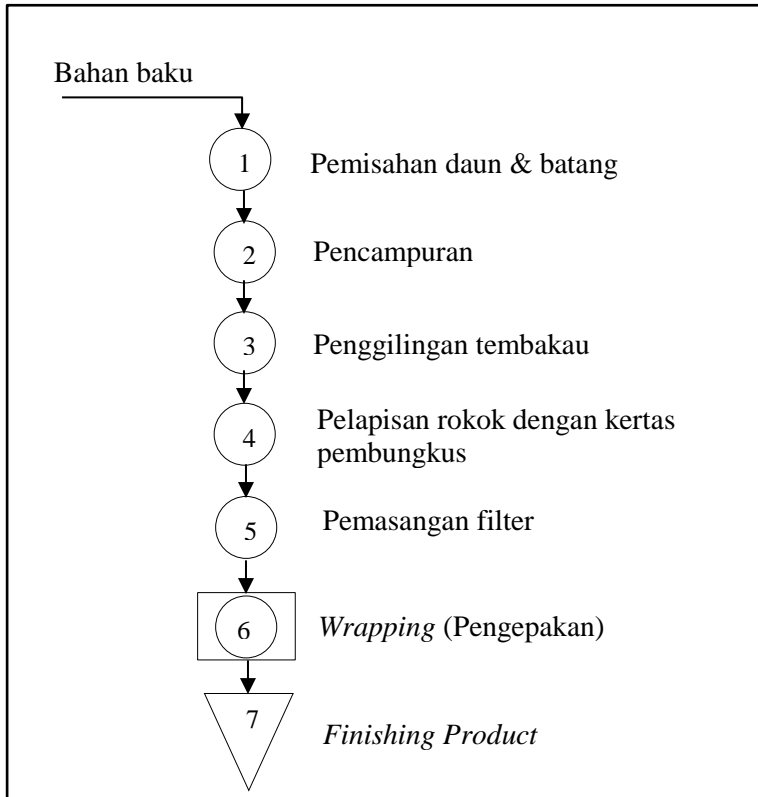 Bahan baku
1 Pemisahan daun & batang
2 Pencampuran
3 Penggilingan tembakau
4 Pelapisan rokok dengan kertas
pembungkus
5 Pemasangan filter
6 Wrapping (Pengepakan)
7 Finishing Product